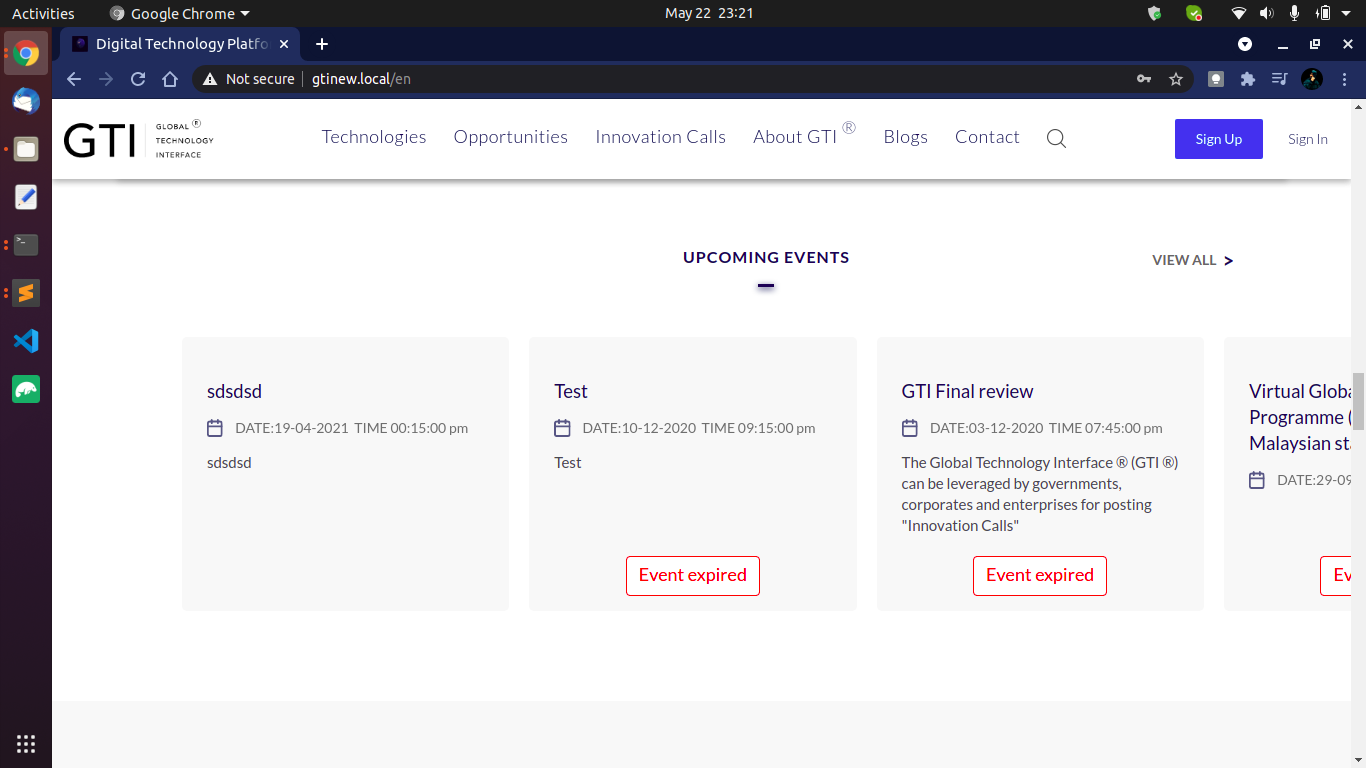 Activities
Google Chrome
May 22 23:21
Digital Technology Platfo
Not secure
gtinew.local/en
GTI
GLOBAL ®
TECHNOLOGY
INTERFACE
Technologies
Opportunities
Innovation Calls
About GTI ®
Blogs
Contact
Sign Up
Sign In
UPCOMING EVENTS
VIEW ALL >
sdsdsd
DATE:19-04-2021 TIME 00:15:00 pm
sdsdsd
Test
DATE:10-12-2020 TIME 09:15:00 pm
Test
Event expired
GTI Final review
DATE:03-12-2020 TIME 07:45:00 pm
The Global Technology Interface ® (GTI ®)
can be leveraged by governments,
corporates and enterprises for posting
"Innovation Calls"
Event expired
Virtual Globa
Programme (
Malaysian sta
DATE:29-09
Ev